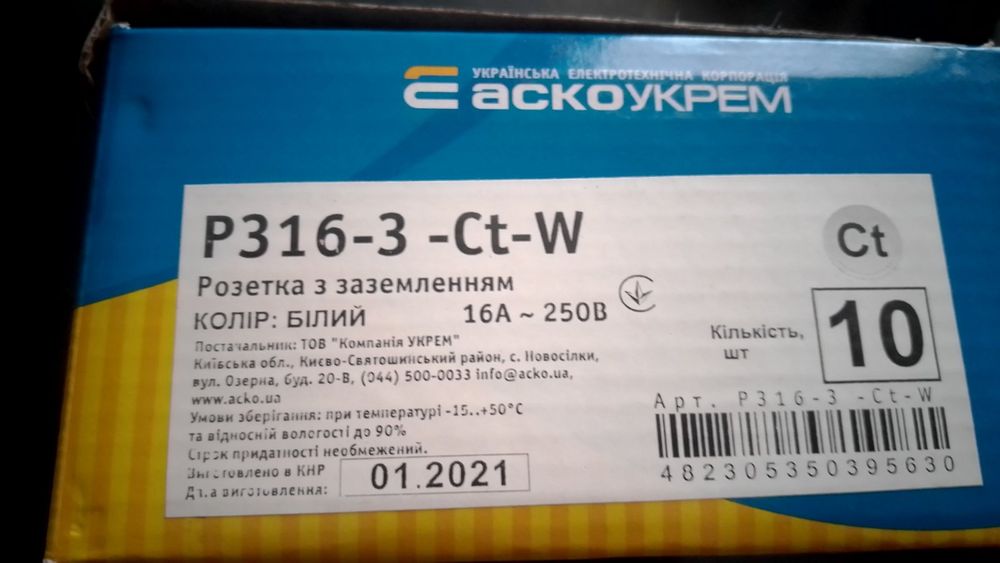 УКРАЇНСЬКА ЕЛЕКТРОТЕХНІЧНА КОРПОРАЦІЯ
АСКОУКРЕМ
Р316-3 -Ct-W
Ct
Розетка з заземленням
КОЛІР: БІЛИЙ 16А ~ 250В
Постачальник: ТОВ "Компанія УКРЕМ"
Київська обл., Києво-Святошинський район, с. Новосілки,
вул. Озерна, буд. 20-В, (044) 500-0033 info@acko.ua,
www.acko.ua
Умови зберігання: при температурі -15..+50°С
та відносній вологості до 90%
Строк придатності необмежений.
Виготовлено в КНР
Дата виготовлення: 01.2021
Кількість, шт
10
Арт. Р316-3 -Ct-W
482305350395630